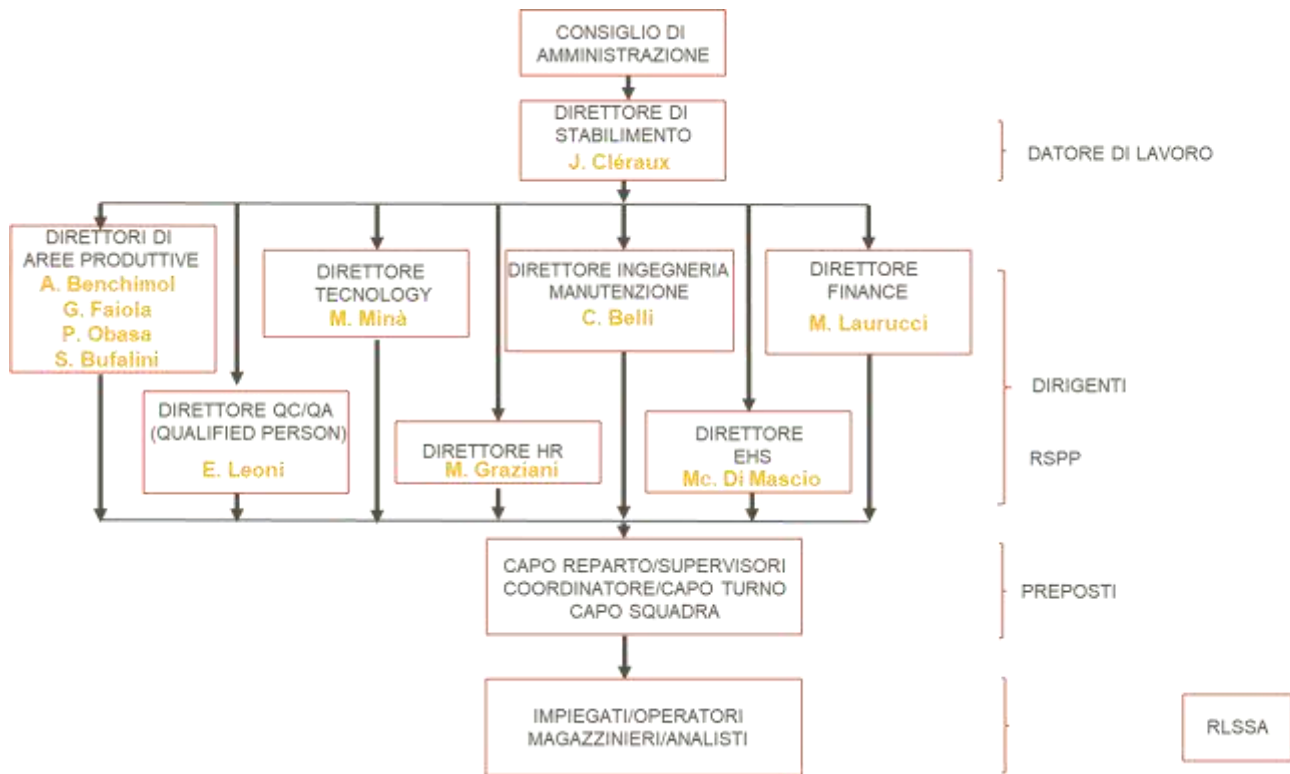 CONSIGLIO DI
AMMINISTRAZIONE
DIRETTORE DI
STABILIMENTO
J. Cléraux
DATORE DI LAVORO
DIRETTORI DI
AREE PRODUTTIVE
A. Benchimol
G. Faiola
P. Obasa
S. Bufalini
DIRETTORE
TECNOLOGY
M. Minà
DIRETTORE INGEGNERIA
MANUTENZIONE
C. Belli
DIRETTORE
FINANCE
M. Laurucci
DIRIGENTI
DIRETTORE QC/QA
(QUALIFIED PERSON)
E. Leoni
DIRETTORE HR
M. Graziani
DIRETTORE
EHS
Mc. Di Mascio
RSPP
CAPO REPARTO/SUPERVISORI
COORDINATORE/CAPO TURNO
CAPO SQUADRA
PREPOSTI
IMPIEGATI/OPERATORI
MAGAZZINIERI/ANALISTI
RLSSA